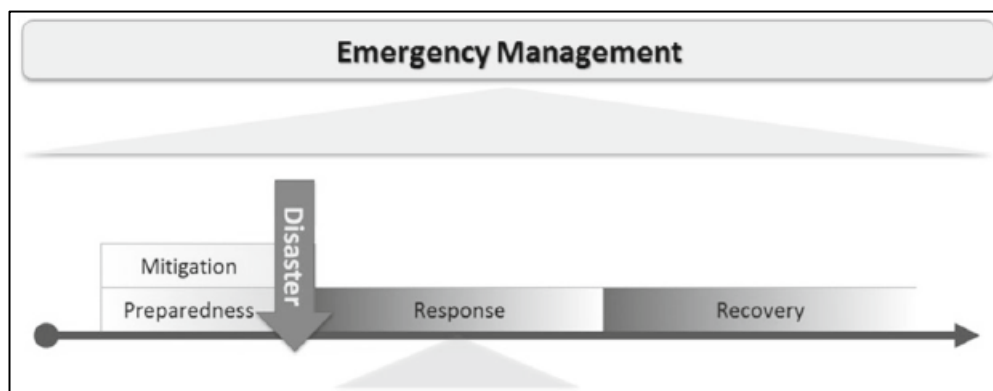 Emergency Management
Disaster
Mitigation
Preparedness
Response
Recovery